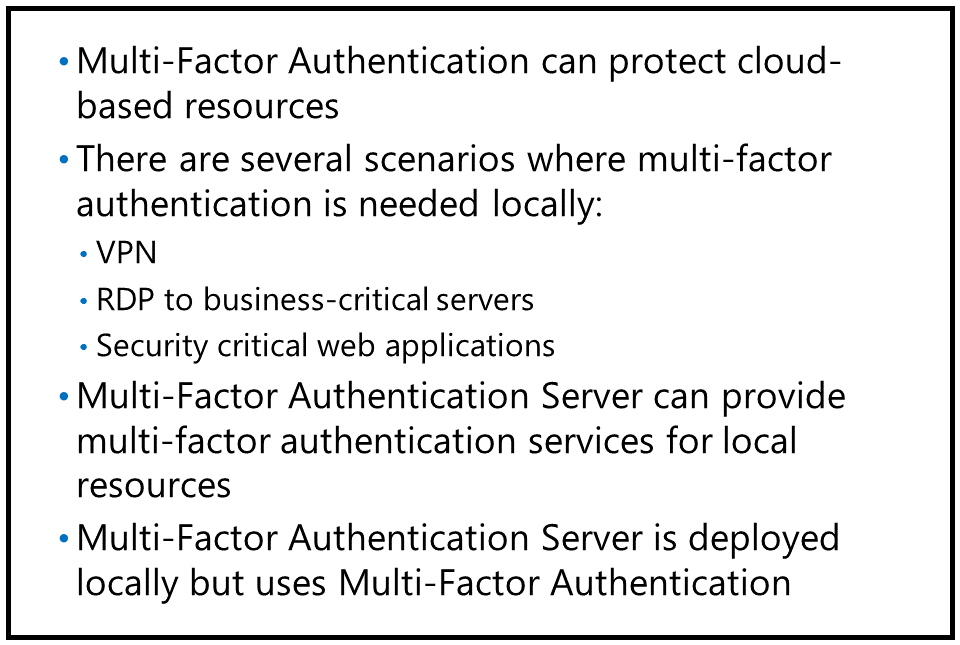 • Multi-Factor Authentication can protect cloud-
based resources
• There are several scenarios where multi-factor
authentication is needed locally:
• VPN
• RDP to business-critical servers
• Security critical web applications
• Multi-Factor Authentication Server can provide
multi-factor authentication services for local
resources
• Multi-Factor Authentication Server is deployed
locally but uses Multi-Factor Authentication